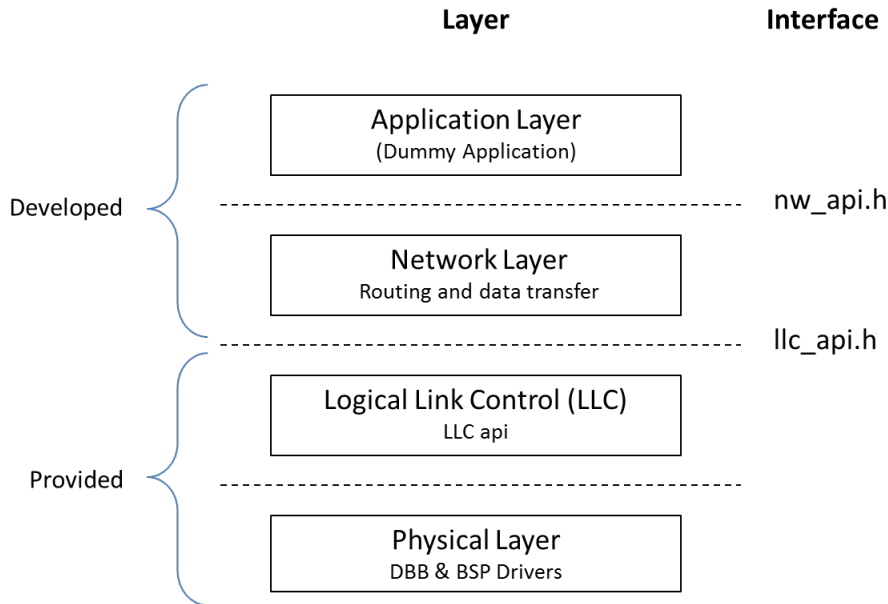 Layer
Interface
Application Layer
(Dummy Application)
Developed
nw_api.h
Network Layer
Routing and data transfer
llc_api.h
Logical Link Control (LLC)
LLC api
Provided
Physical Layer
DBB & BSP Drivers